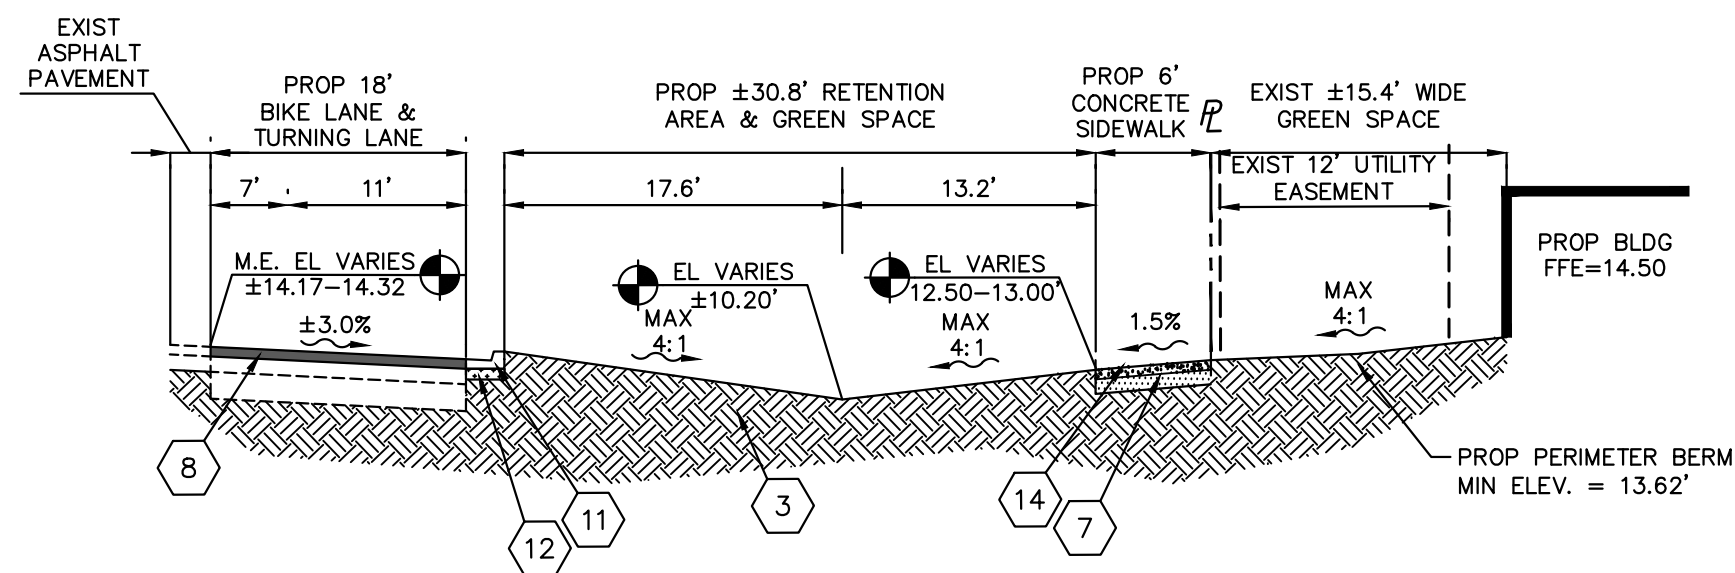 EXIST
ASPHALT
PAVEMENT
PROP 18'
BIKE LANE &
TURNING LANE
PROP ±30.8' RETENTION
AREA & GREEN SPACE
PROP 6'
CONCRETE
SIDEWALK
PL
EXIST ±15.4' WIDE
GREEN SPACE
7'
11'
17.6'
13.2'
EXIST 12' UTILITY
EASEMENT
M.E. EL VARIES
±14.17-14.32
EL VARIES
±10.20'
EL VARIES
12.50-13.00'
PROP BLDG
FFE=14.50
±3.0%
MAX
4:1
MAX
4:1
1.5%
MAX
4:1
8
12
11
3
14
7
PROP PERIMETER BERM
MIN ELEV. = 13.62'